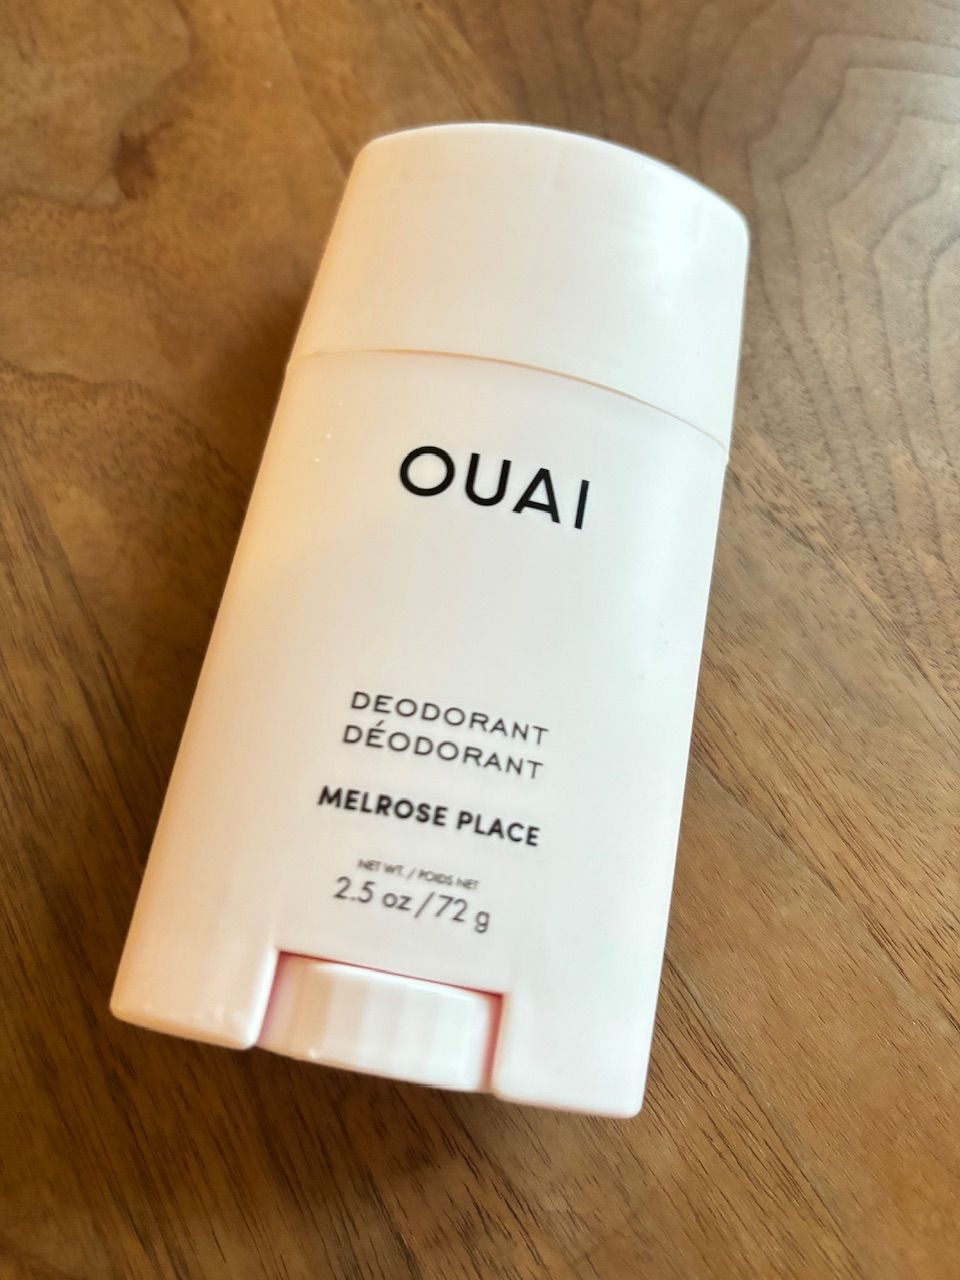 OUAI
DEODORANT
DÉODORANT
MELROSE PLACE
NET WT. / POIDS NET
2.5 oz / 72 g